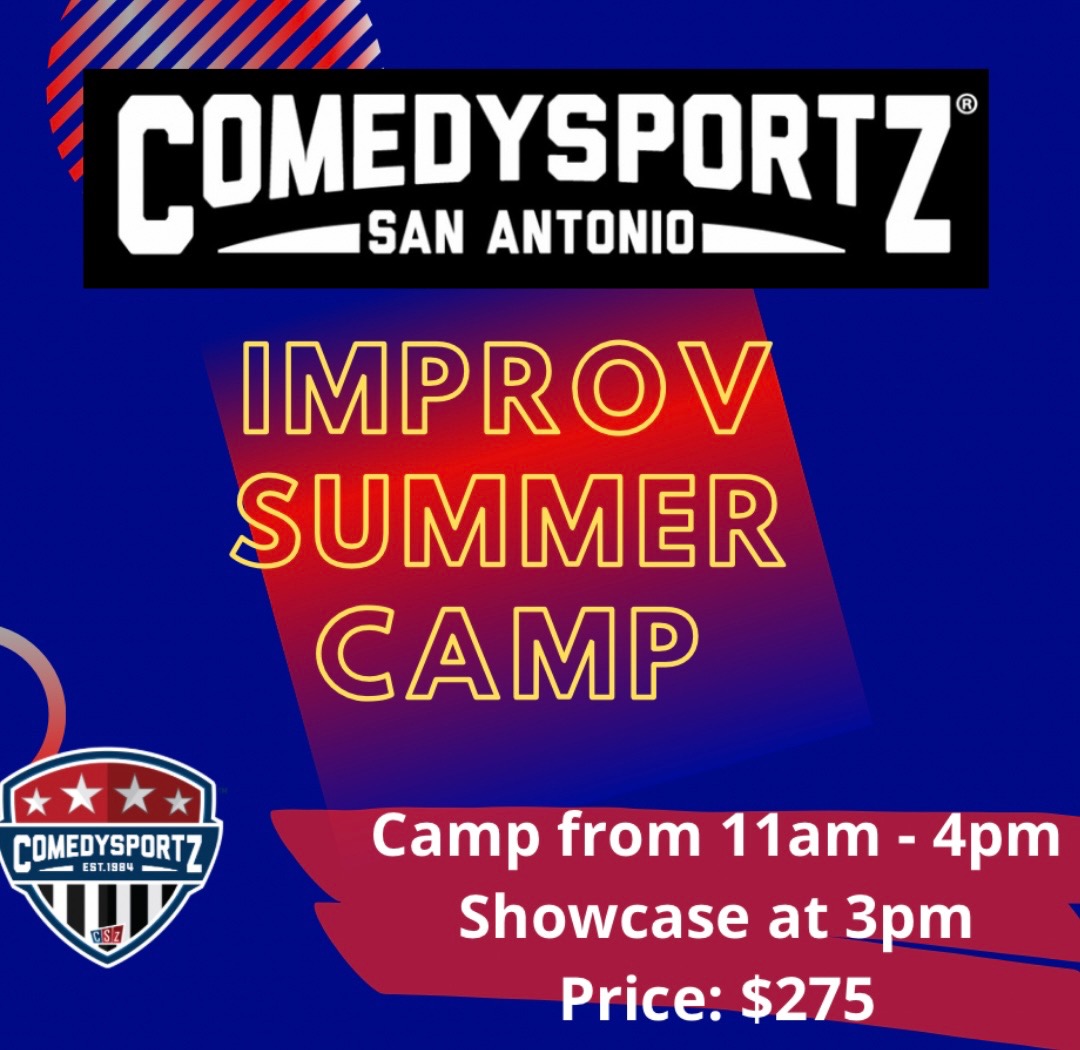 COMEDYSPORTZ®
SAN ANTONIO
IMPROV
SUMMER
CAMP
COMEDYSPORTZ
EST.1984
CSZ
Camp from 11am - 4pm
Showcase at 3pm
Price: $275